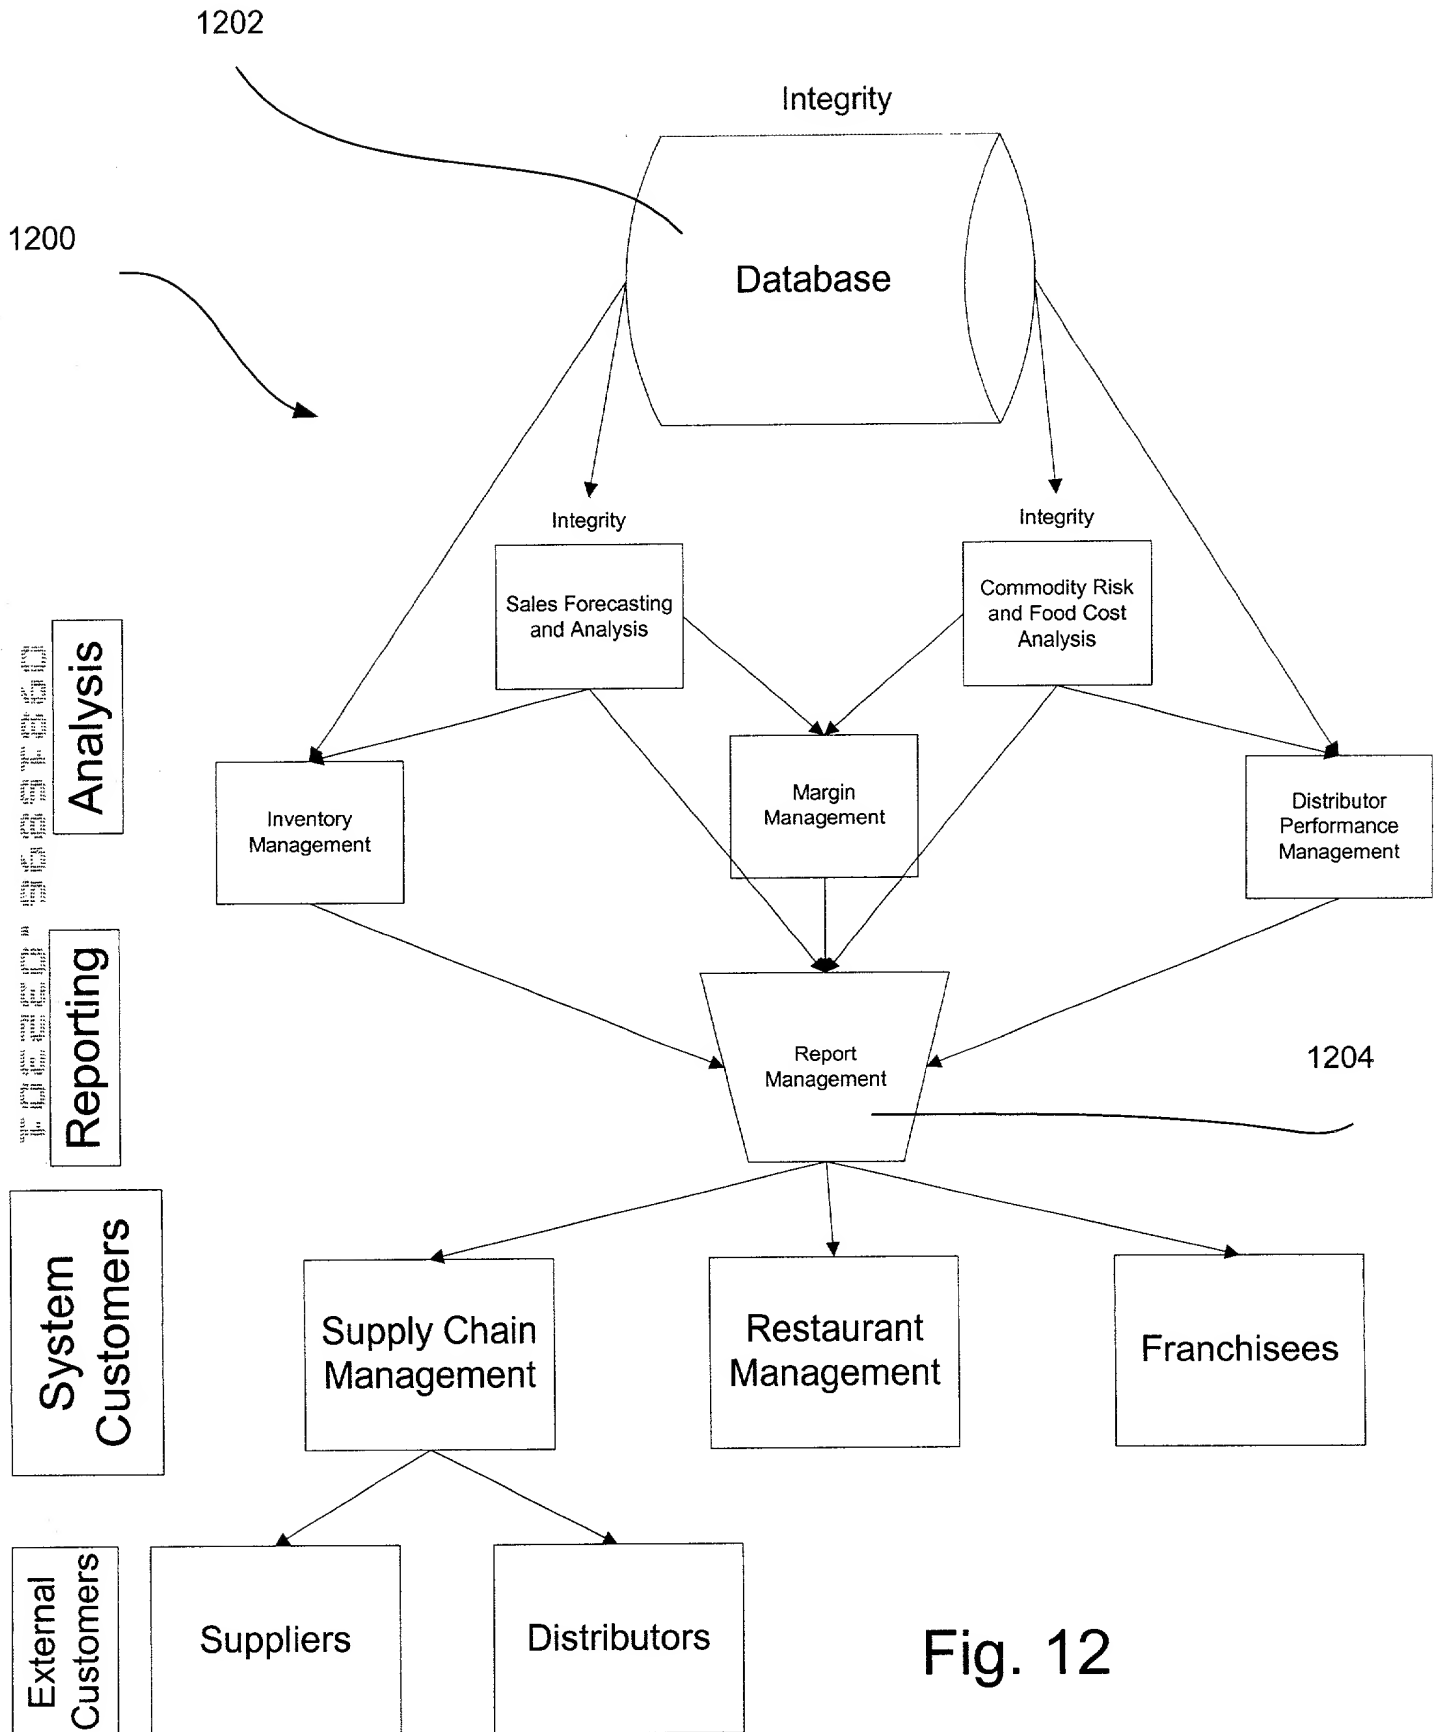 1202
Integrity
1200
Database
Integrity
Integrity
Sales Forecasting
and Analysis
Commodity Risk
and Food Cost
Analysis
Analysis
Inventory
Management
Margin
Management
Distributor
Performance
Management
Reporting
Report
Management
1204
System
Customers
Supply Chain
Management
Restaurant
Management
Franchisees
External
Customers
Suppliers
Distributors
Fig. 12